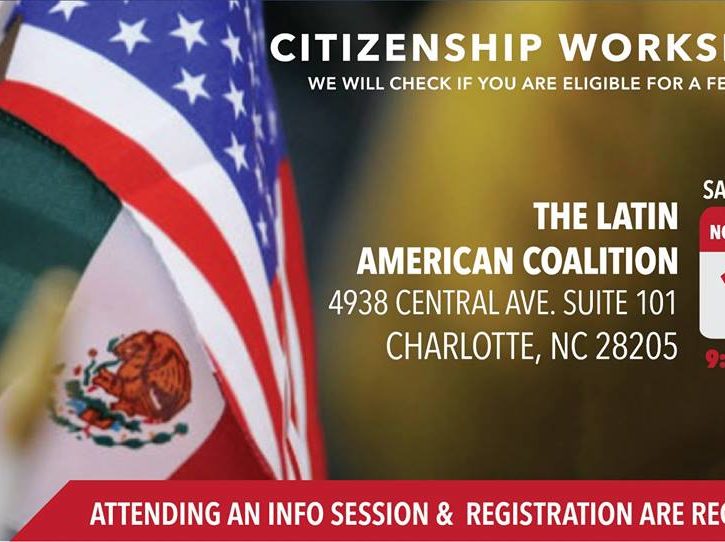 CITIZENSHIP
WE WILL CHECK IF YOU ARE ELIGIBLE FOR A
THE LATIN
AMERICAN COALITION
4938 CENTRAL AVE. SUITE 101
CHARLOTTE, NC 28205
ATTENDING AN INFO SESSION & REGISTRATION ARE